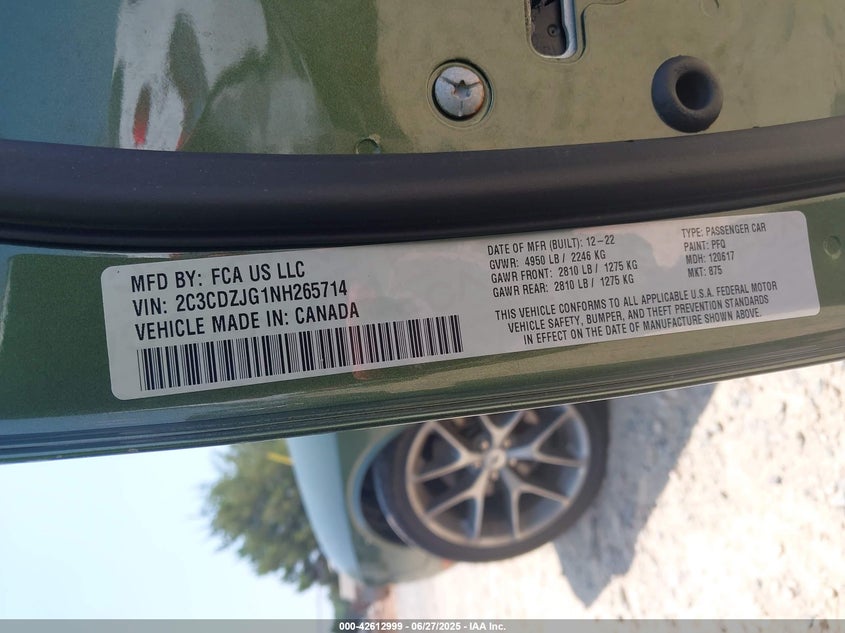 MFD BY: FCA US LLC
VIN: 2C3CDZJG1NH265714
VEHICLE MADE IN: CANADA
DATE OF MFR (BUILT): 12-22
GVWR: 4950 LB / 2246 KG
GAWR FRONT: 2810 LB / 1275 KG
GAWR REAR: 2810 LB / 1275 KG
TYPE: PASSENGER CAR
PAINT: PFQ
MDH: 120617
MKT: 875
THIS VEHICLE CONFORMS TO ALL APPLICABLE U.S.A. FEDERAL MOTOR
VEHICLE SAFETY, BUMPER, AND THEFT PREVENTION STANDARDS
IN EFFECT ON THE DATE OF MANUFACTURE SHOWN ABOVE.
000-42612999 - 06/27/2025 - IAA Inc.